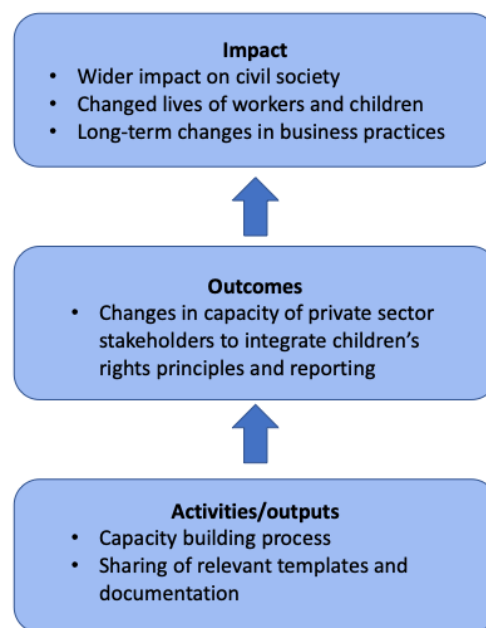 Impact
• Wider impact on civil society
• Changed lives of workers and children
• Long-term changes in business practices
Outcomes
• Changes in capacity of private sector
stakeholders to integrate children’s
rights principles and reporting
Activities/outputs
• Capacity building process
• Sharing of relevant templates and
documentation